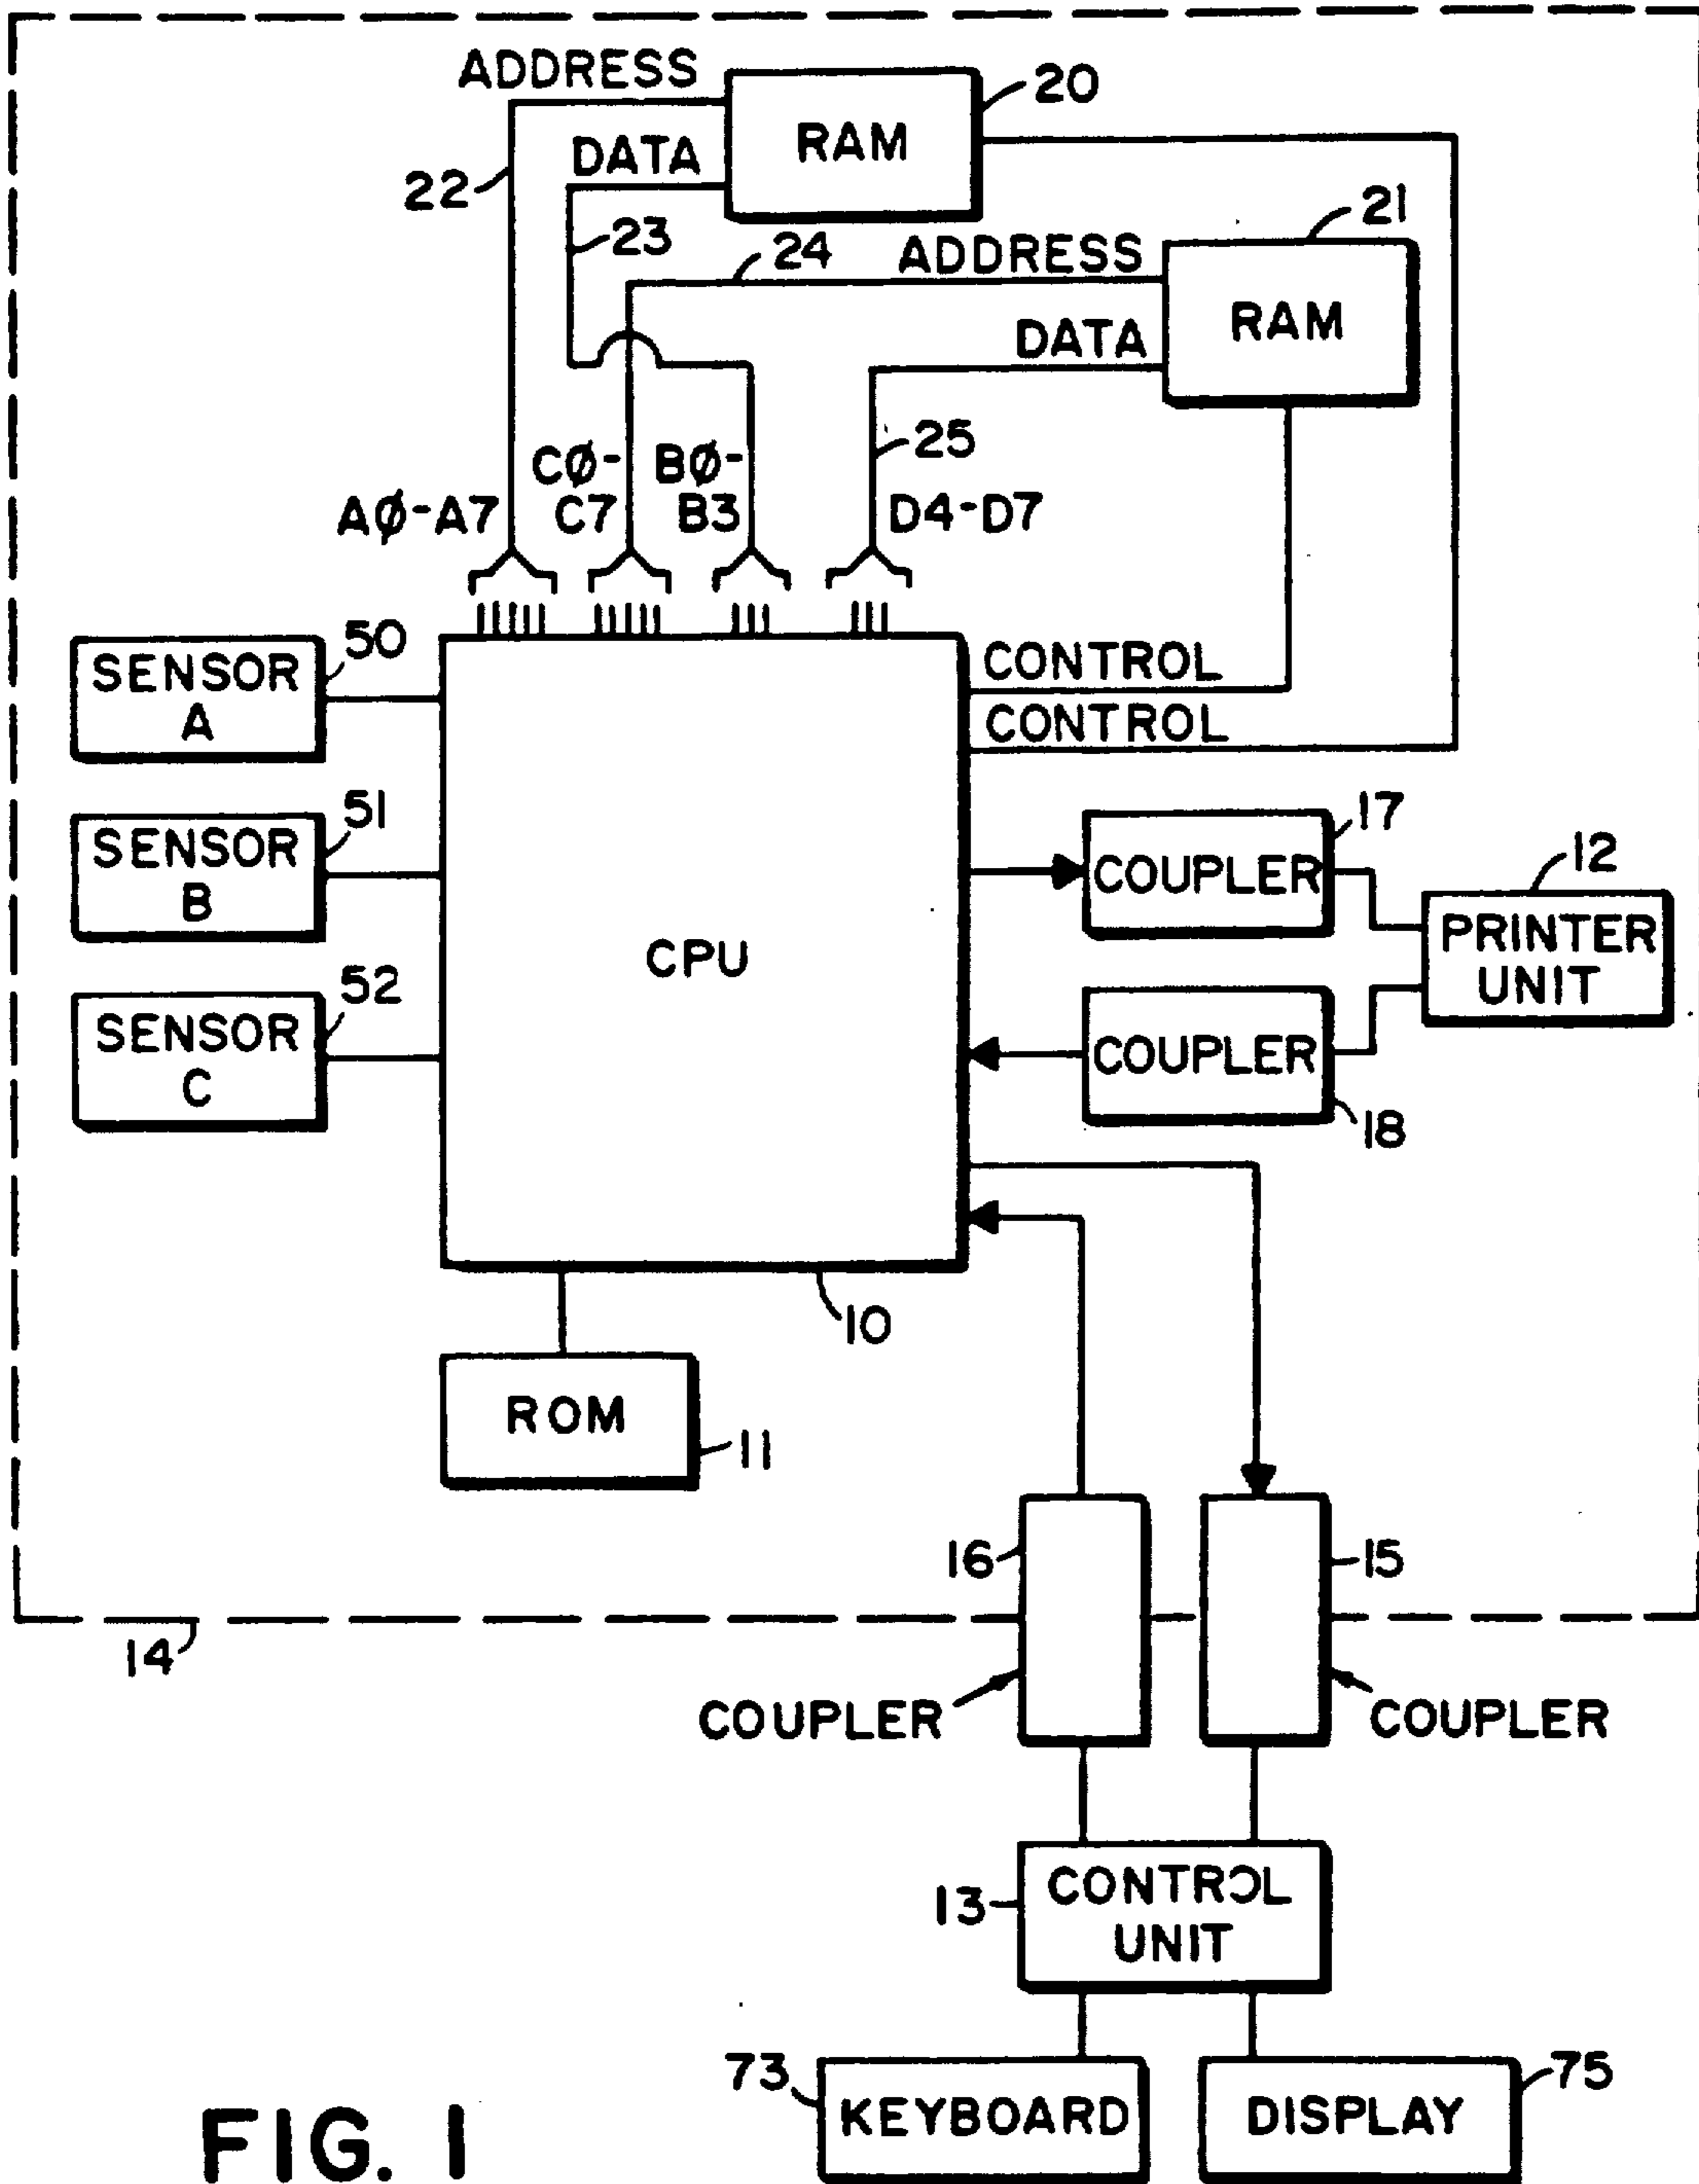 ADDRESS
20
RAM
DATA
22
21
23
24
ADDRESS
RAM
DATA
25
CØ-
C7
BØ-
B3
AØ-A7
D4-D7
50
SENSOR
A
CONTROL
CONTROL
51
SENSOR
B
17
COUPLER
12
PRINTER
UNIT
CPU
52
SENSOR
C
COUPLER
18
10
ROM
11
16
15
14
COUPLER
COUPLER
13
CONTROL
UNIT
73
KEYBOARD
75
DISPLAY
FIG. 1